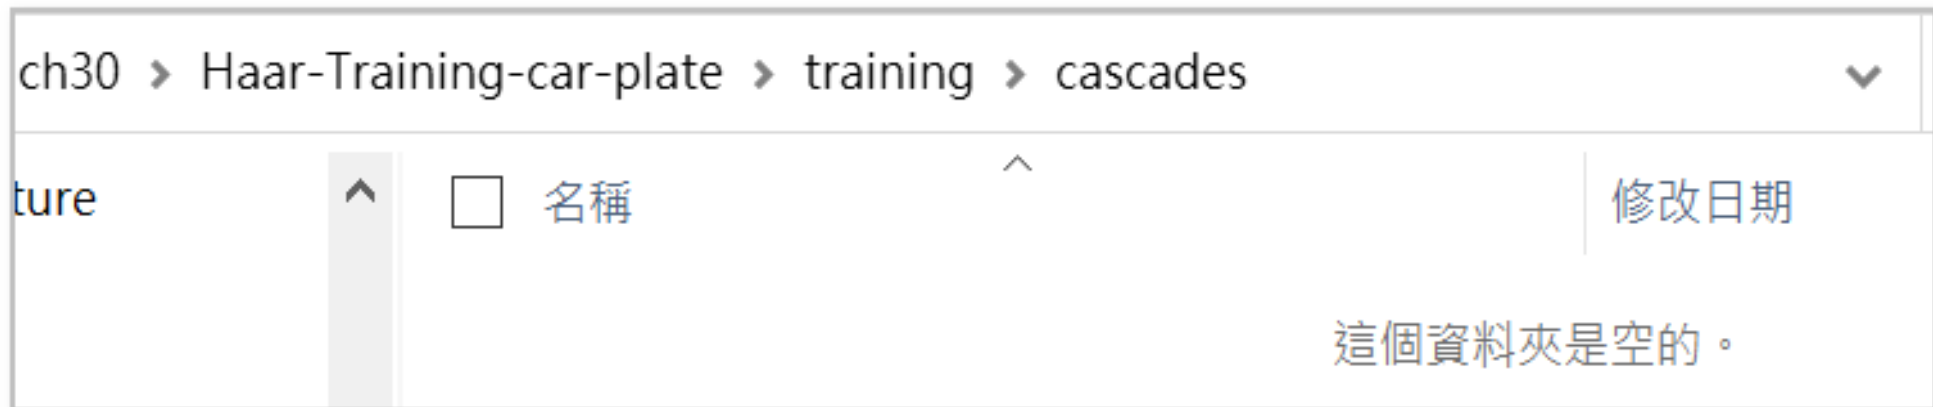 ch30 > Haar-Training-car-plate > training > cascades
ture
名稱 修改日期
這個資料夾是空的。